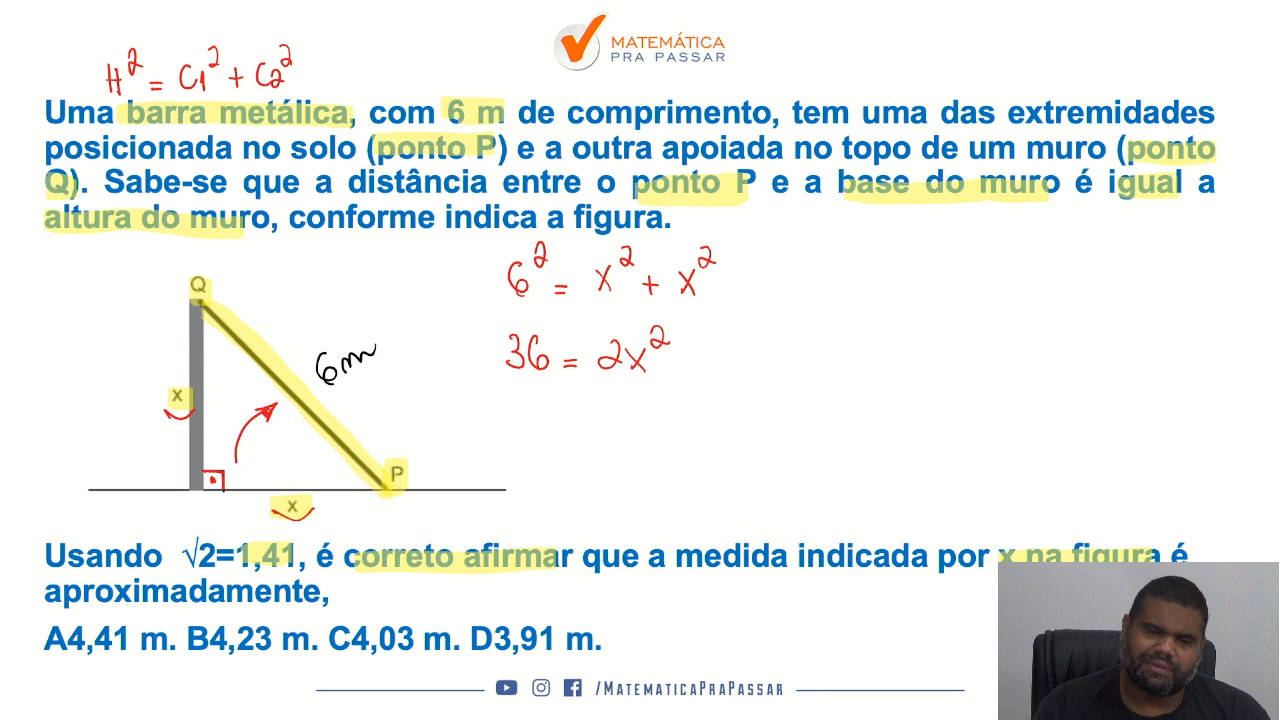 MATEMÁTICA
PRA PASSAR
H² = C1² + C2²
Uma barra metálica, com 6 m de comprimento, tem uma das extremidades
posicionada no solo (ponto P) e a outra apoiada no topo de um muro (ponto
Q). Sabe-se que a distância entre o ponto P e a base do muro é igual a
altura do muro, conforme indica a figura.
6² = x² + x²
36 = 2x²
Q
6m
x
P
x
Usando √2=1,41, é correto afirmar que a medida indicada por x na figura é
aproximadamente,
A4,41 m. B4,23 m. C4,03 m. D3,91 m.
/MATEMATICAPRAPASSAR